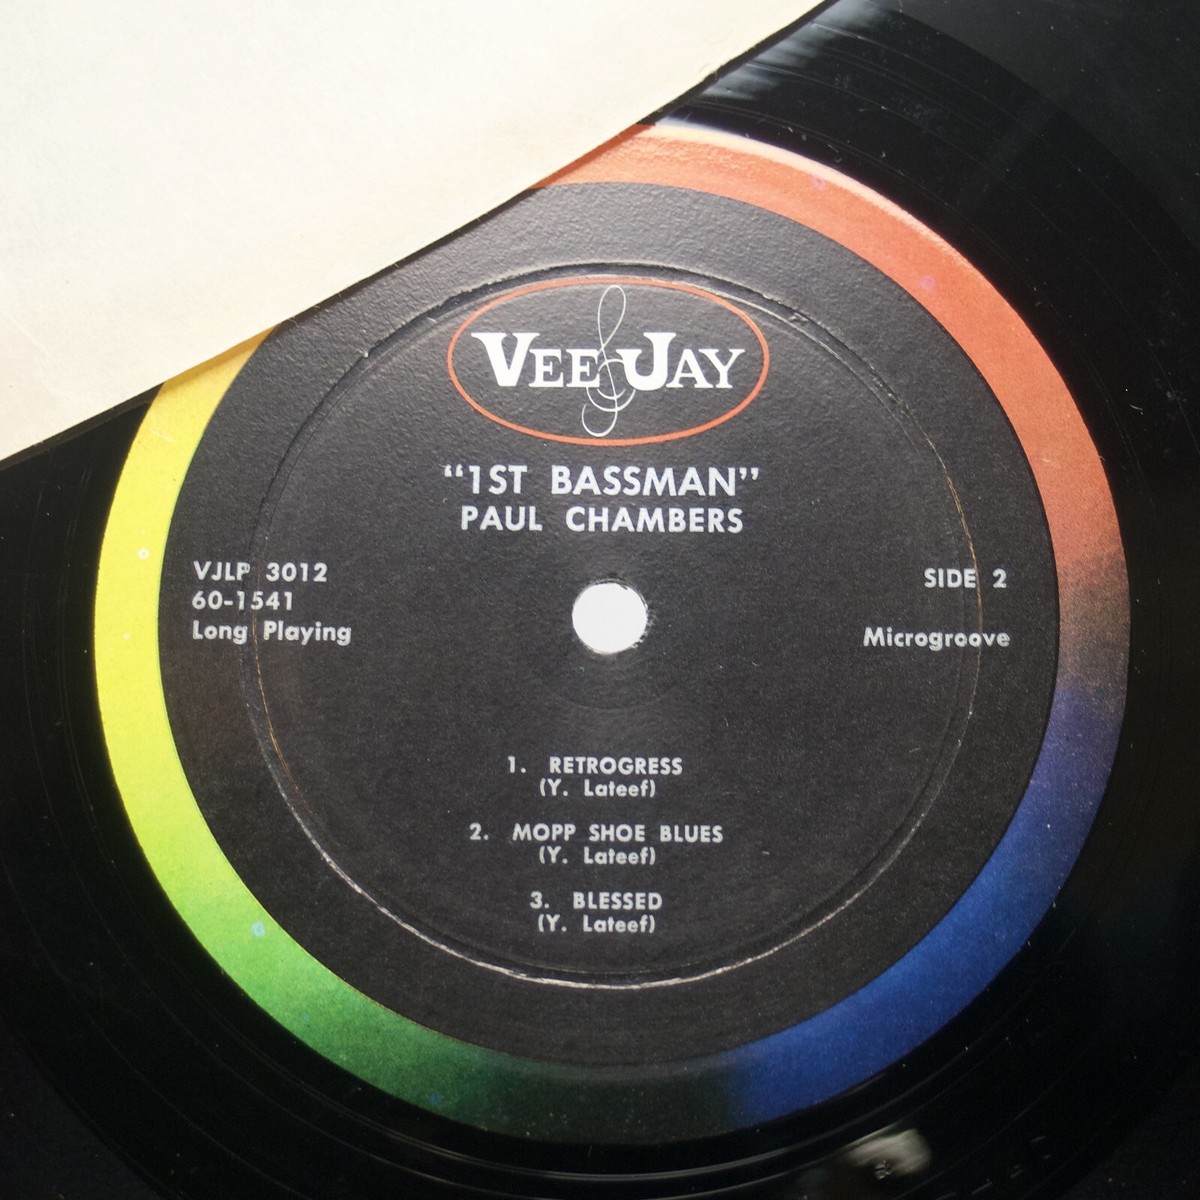 VEE JAY
"1ST BASSMAN"
PAUL CHAMBERS
VJLP 3012
60-1541
Long Playing
SIDE 2
Microgroove
1. RETROGRESS
(Y. Lateef)
2. MOPP SHOE BLUES
(Y. Lateef)
3. BLESSED
(Y. Lateef)